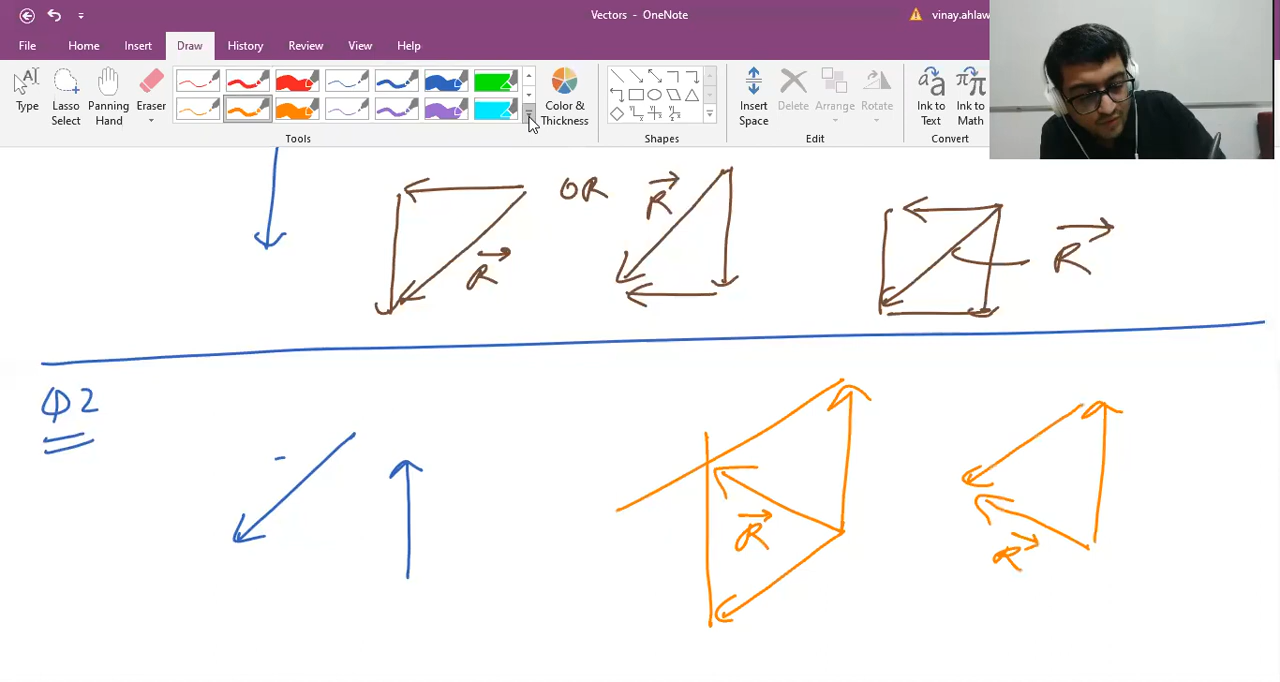 Vectors - OneNote
vinay.ahlaw
File Home Insert Draw History Review View Help
Type Lasso Select Panning Hand Eraser
Color & Thickness
Insert Space Delete Arrange Rotate
Ink to Text Ink to Math
Tools Shapes Edit Convert
R OR R R
Q2
R R